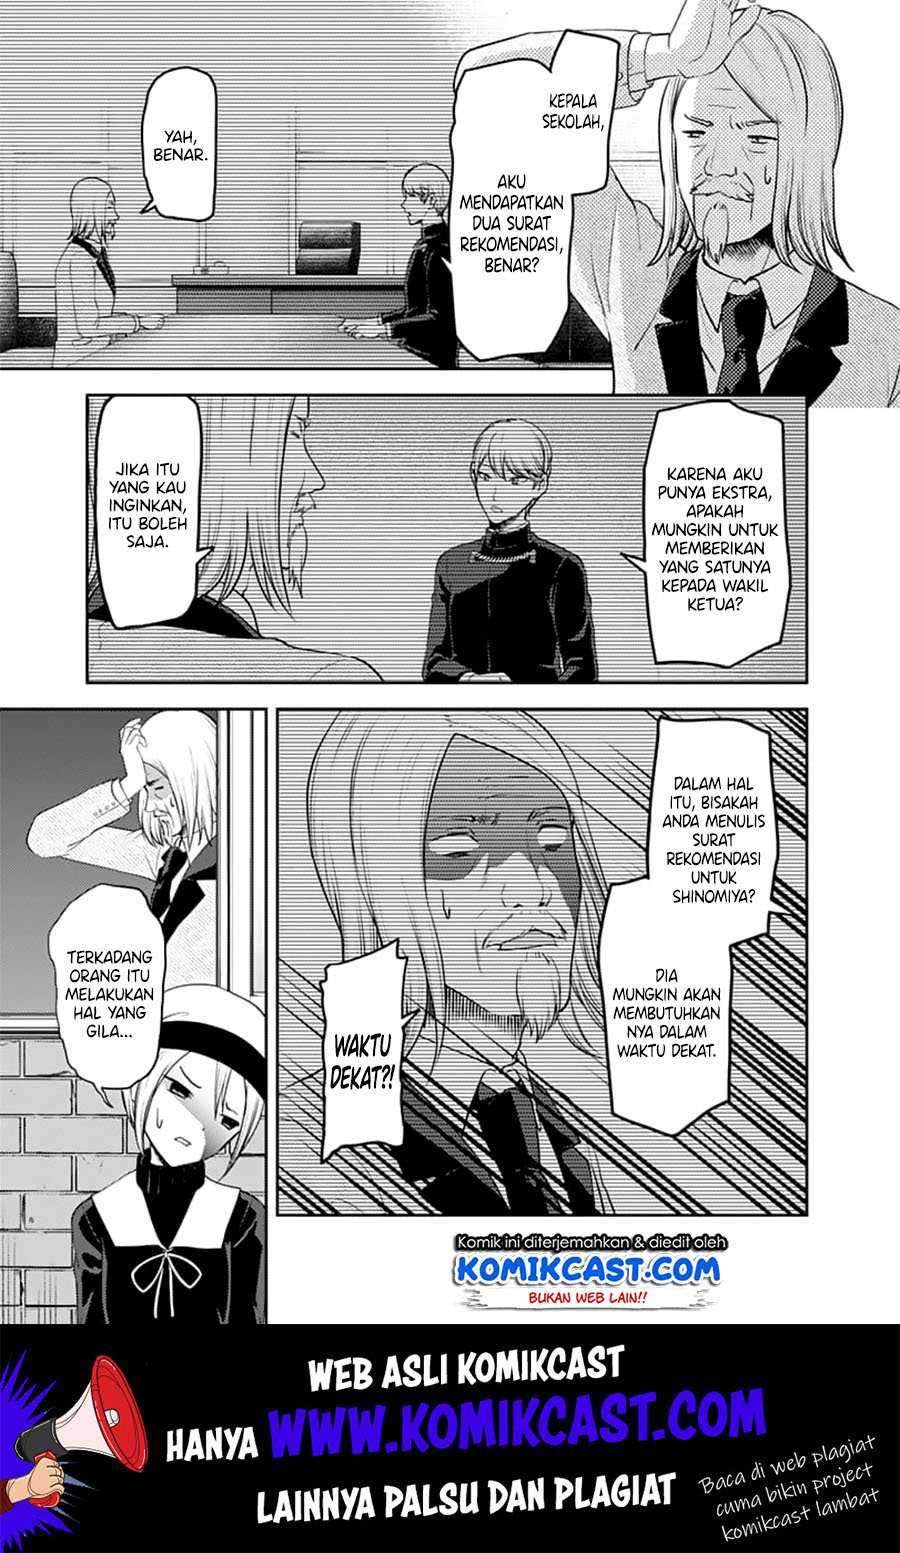 KEPALA
SEKOLAH,
AKU
MENDAPATKAN
DUA SURAT
REKOMENDASI,
BENAR?
YAH,
BENAR.
KARENA AKU
PUNYA EKSTRA,
APAKAH
MUNGKIN UNTUK
MEMBERIKAN
YANG SATUNYA
KEPADA WAKIL
KETUA?
JIKA ITU
YANG KAU
INGINKAN,
ITU BOLEH
SAJA.
DALAM HAL
ITU, BISAKAH
ANDA MENULIS
SURAT
REKOMENDASI
UNTUK
SHINOMIYA?
DIA
MUNGKIN AKAN
MEMBUTUHKAN
NYA DALAM
WAKTU DEKAT.
WAKTU
DEKAT?!
TERKADANG
ORANG ITU
MELAKUKAN
HAL YANG
GILA...
Komik ini diterjemahkan & diedit oleh
KOMIKCAST.COM
BUKAN WEB LAIN!!
WEB ASLI KOMIKCAST
HANYA WWW.KOMIKCAST.COM
LAINNYA PALSU DAN PLAGIAT
Baca di web plagiat
cuma bikin project
komikcast lambat